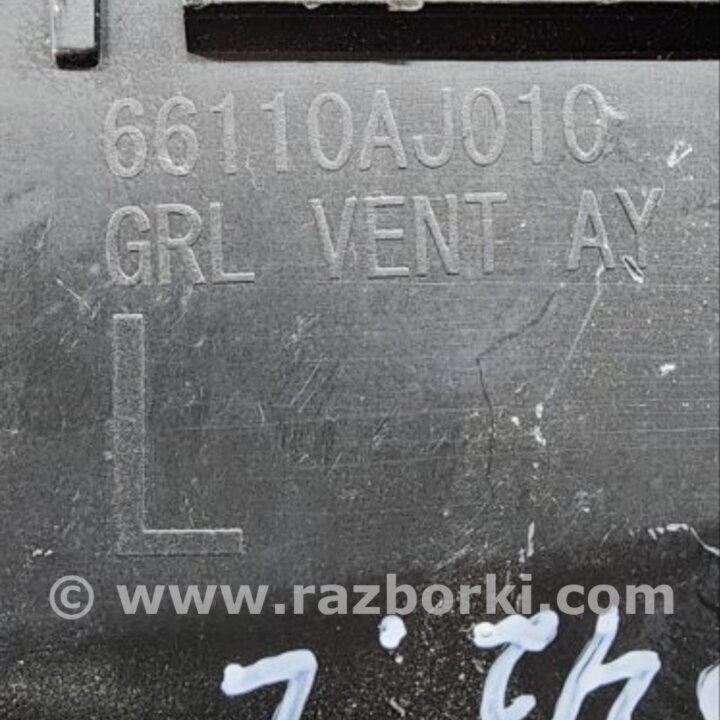 66110AJ010
GRL VENT AY
L
© www.razborki.com